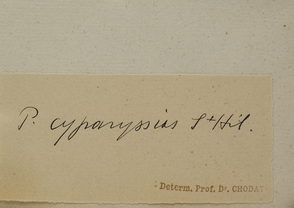 P. cyparyssias St Hil.
Determ. Prof. Dr. CHODAT